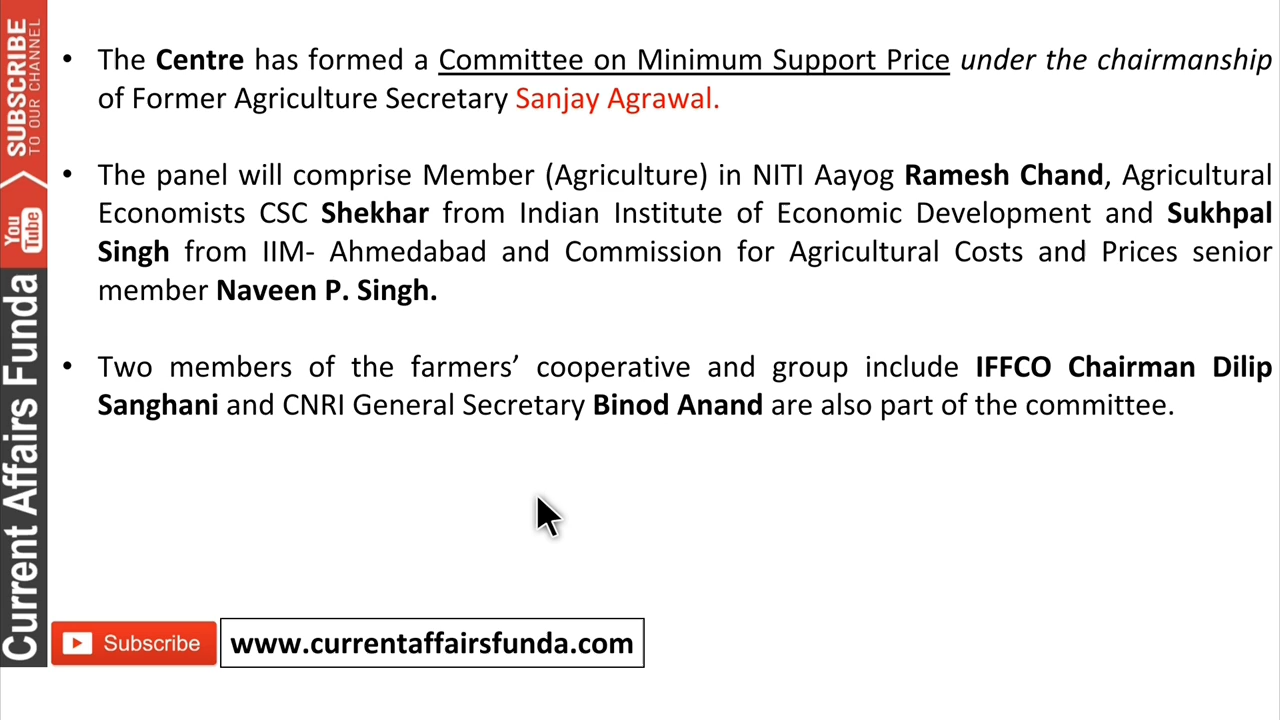 • The Centre has formed a Committee on Minimum Support Price under the chairmanship
of Former Agriculture Secretary Sanjay Agrawal.
• The panel will comprise Member (Agriculture) in NITI Aayog Ramesh Chand, Agricultural
Economists CSC Shekhar from Indian Institute of Economic Development and Sukhpal
Singh from IIM- Ahmedabad and Commission for Agricultural Costs and Prices senior
member Naveen P. Singh.
• Two members of the farmers’ cooperative and group include IFFCO Chairman Dilip
Sanghani and CNRI General Secretary Binod Anand are also part of the committee.
SUBSCRIBE
TO OUR CHANNEL
You
Tube
Current Affairs Funda
Subscribe
www.currentaffairsfunda.com